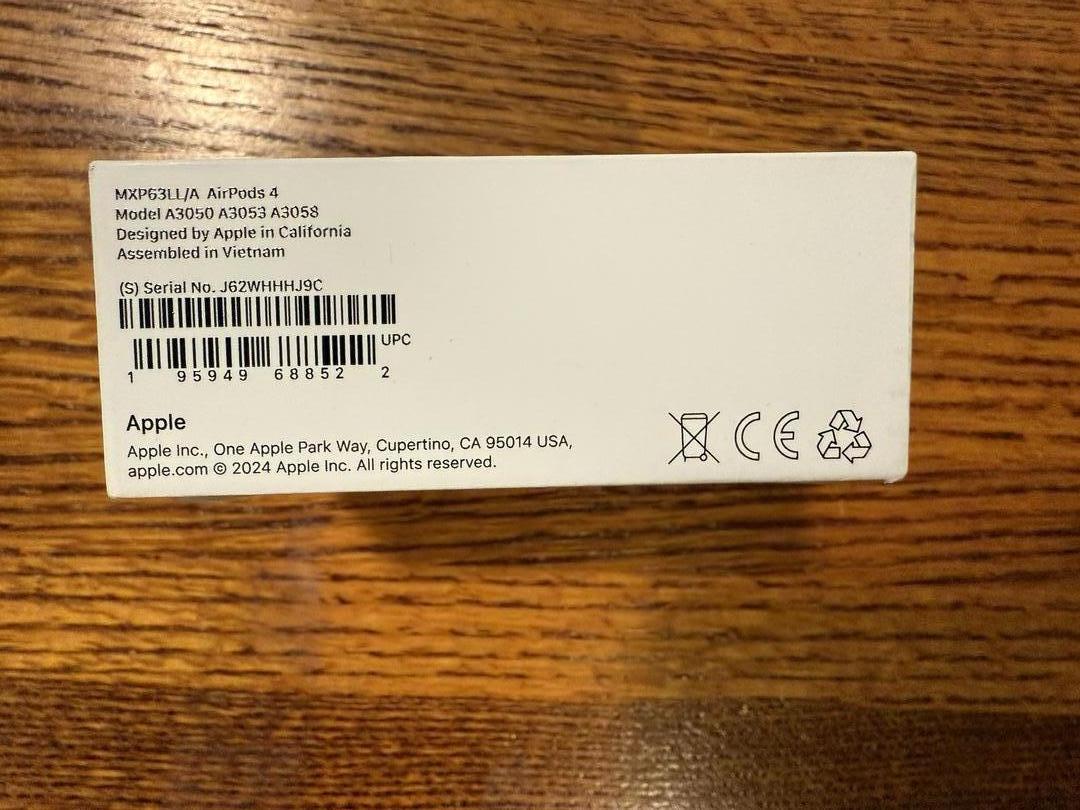 MXP63LL/A AirPods 4
Model A3050 A3053 A3058
Designed by Apple in California
Assembled in Vietnam
(S) Serial No. J62WHHHJ9C
UPC
1 95949 68852 2
Apple
Apple Inc., One Apple Park Way, Cupertino, CA 95014 USA,
apple.com © 2024 Apple Inc. All rights reserved.
CE